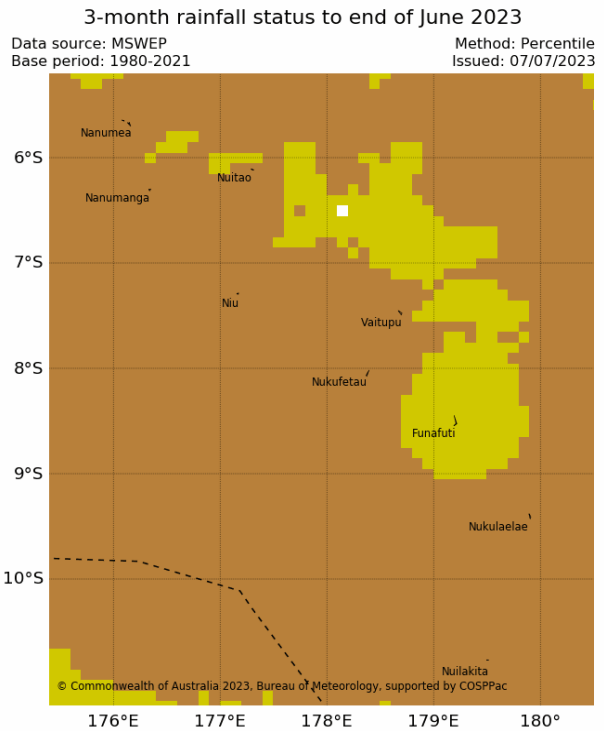 3-month rainfall status to end of June 2023
Data source: MSWEP
Method: Percentile
Base period: 1980-2021
Issued: 07/07/2023
Nanumea
6°S
Nuitao
Nanumanga
7°S
Niu
Vaitupu
8°S
Nukufetau
Funafuti
9°S
Nukulaelae
10°S
Nuilakita
© Commonwealth of Australia 2023, Bureau of Meteorology, supported by COSPPac
176°E 177°E 178°E 179°E 180°